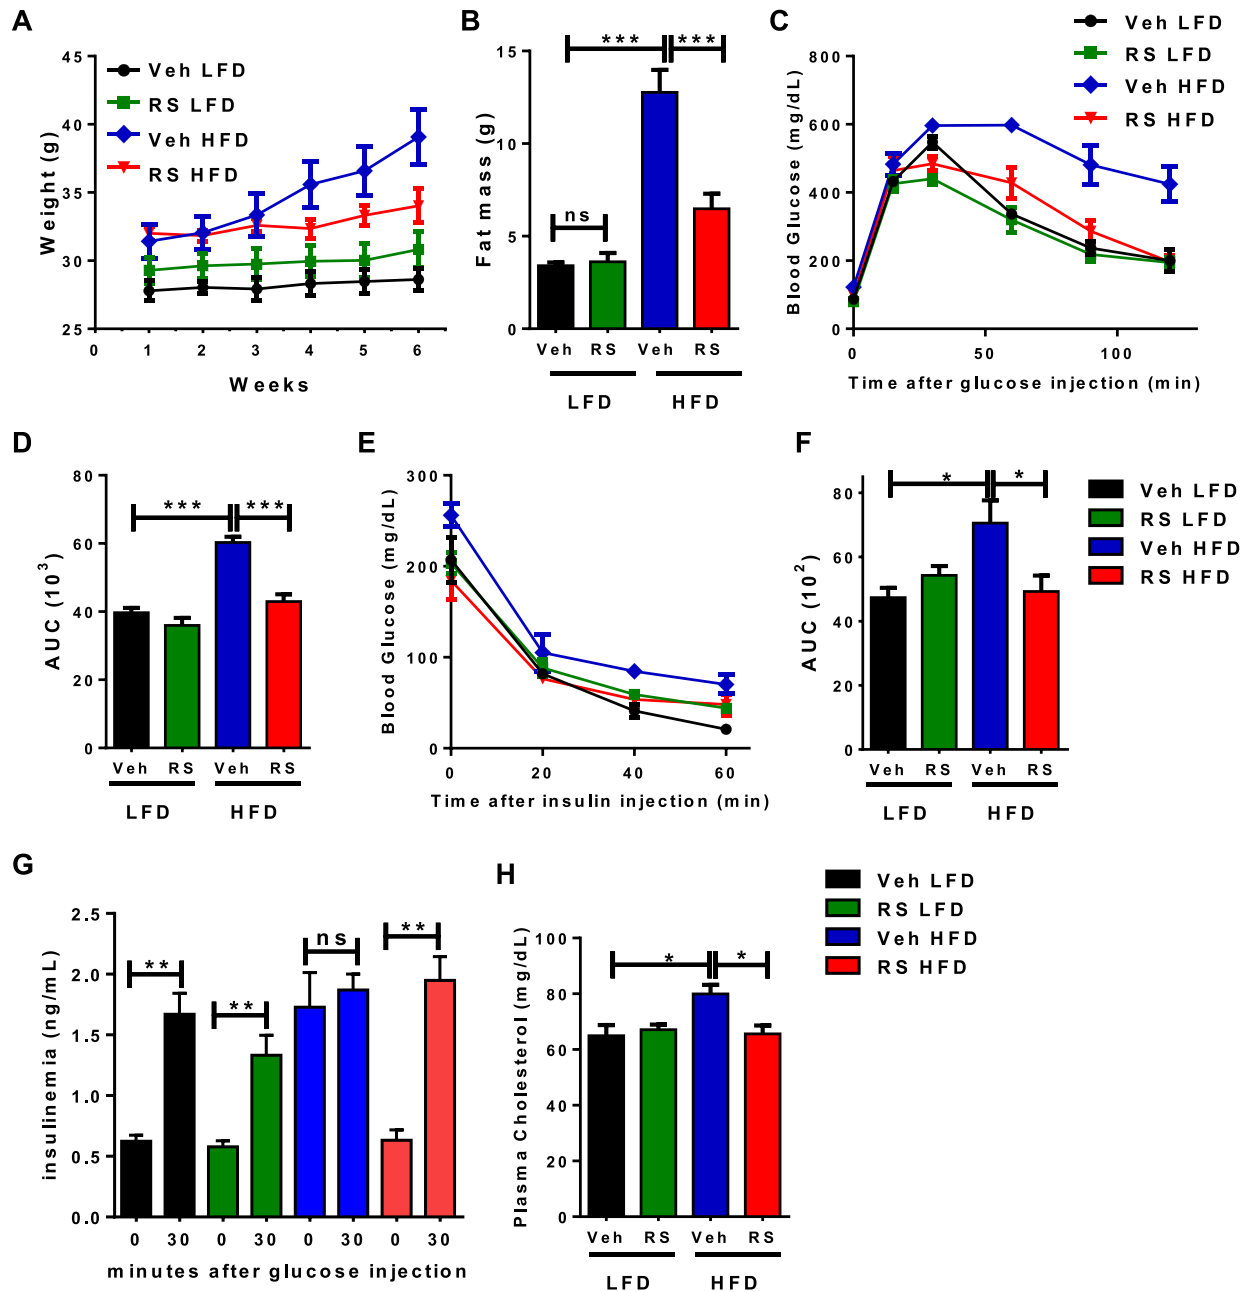 A
Weight (g)
45
40
35
30
25
0
1
2
3
4
5
6
Weeks
Veh LFD
RS LFD
Veh HFD
RS HFD
B
Fat mass (g)
15
10
5
0
***
***
ns
Veh
RS
Veh
RS
LFD
HFD
C
Veh LFD
RS LFD
Veh HFD
RS HFD
Blood Glucose (mg/dL)
800
600
400
200
0
0
50
100
Time after glucose injection (min)
D
AUC (10³)
80
60
40
20
0
***
***
Veh
RS
Veh
RS
LFD
HFD
E
Blood Glucose (mg/dL)
300
200
100
0
0
20
40
60
Time after insulin injection (min)
F
AUC (10²)
80
60
40
20
0
*
*
Veh
RS
Veh
RS
LFD
HFD
Veh LFD
RS LFD
Veh HFD
RS HFD
G
insulinemia (ng/mL)
2.5
2.0
1.5
1.0
0.5
0.0
**
**
ns
**
0
30
0
30
0
30
0
30
minutes after glucose injection
H
Plasma Cholesterol (mg/dL)
100
80
60
40
20
0
*
*
Veh
RS
Veh
RS
LFD
HFD
Veh LFD
RS LFD
Veh HFD
RS HFD